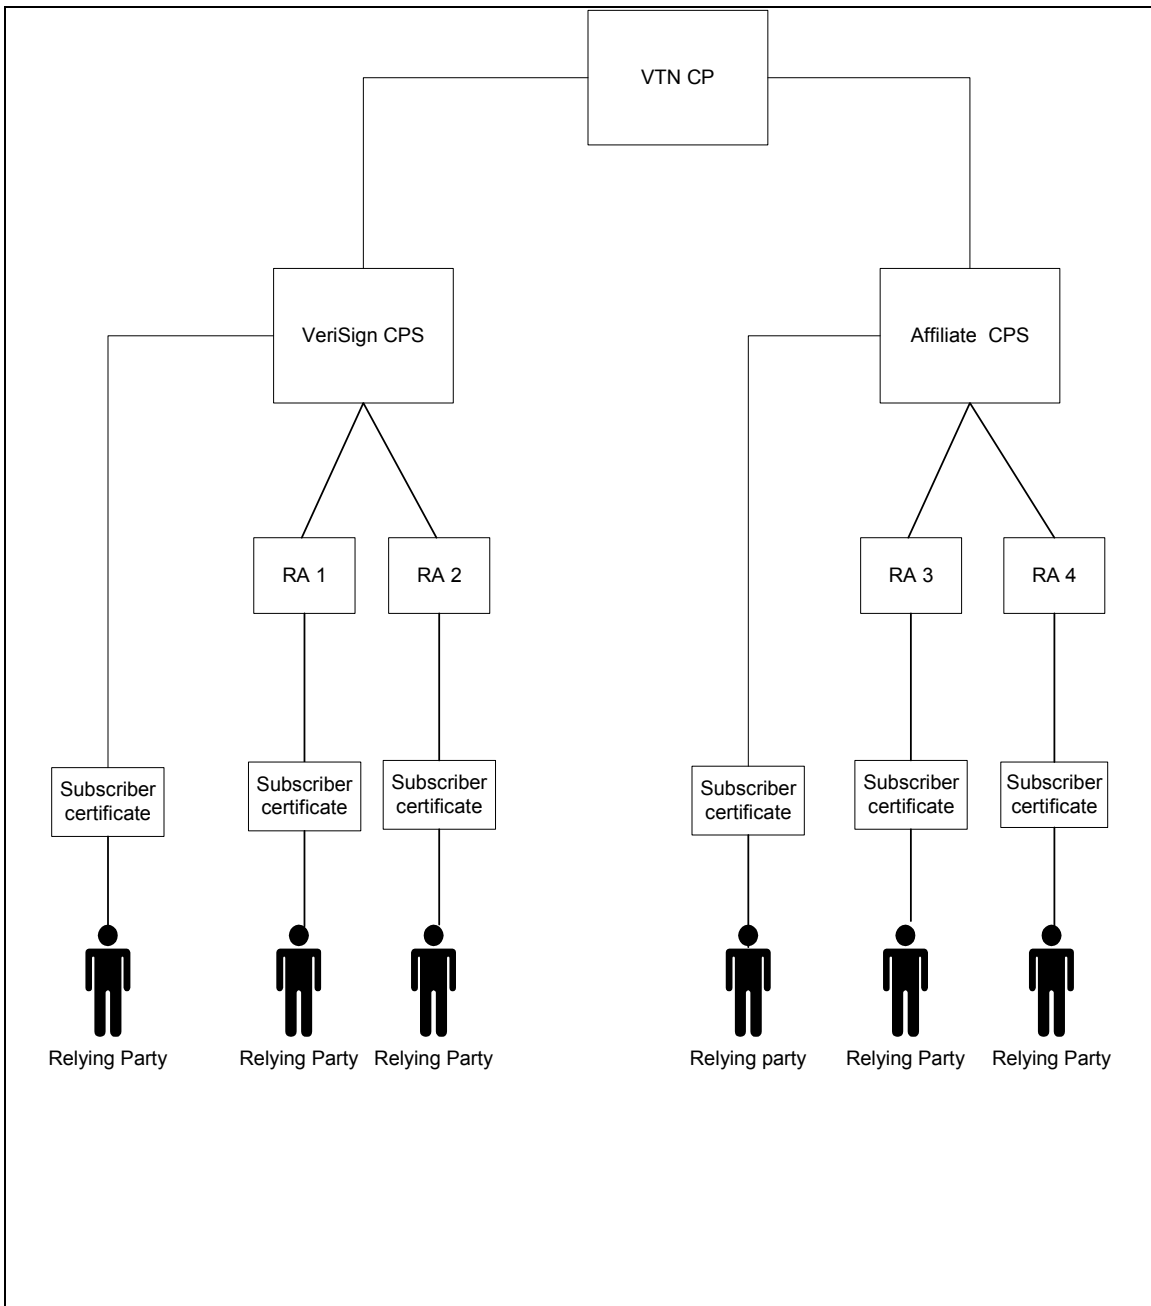 VTN CP
VeriSign CPS
Affiliate  CPS
RA 1
RA 2
RA 3
RA 4
Subscriber
certificate
Subscriber
certificate
Subscriber
certificate
Subscriber
certificate
Subscriber
certificate
Subscriber
certificate
Relying Party
Relying Party
Relying Party
Relying party
Relying Party
Relying Party